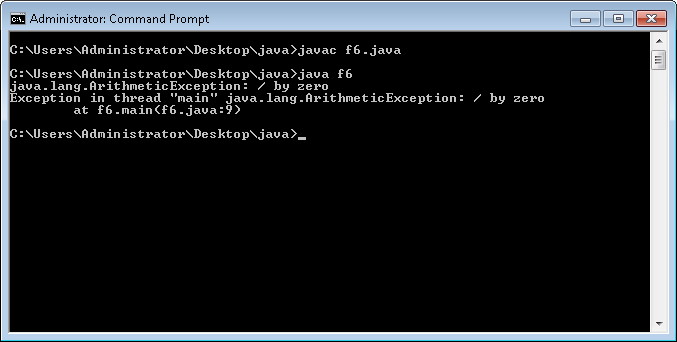 Administrator: Command Prompt
C:\Users\Administrator\Desktop\java>javac f6.java
C:\Users\Administrator\Desktop\java>java f6
java.lang.ArithmeticException: / by zero
Exception in thread "main" java.lang.ArithmeticException: / by zero
at f6.main(f6.java:9)
C:\Users\Administrator\Desktop\java>_